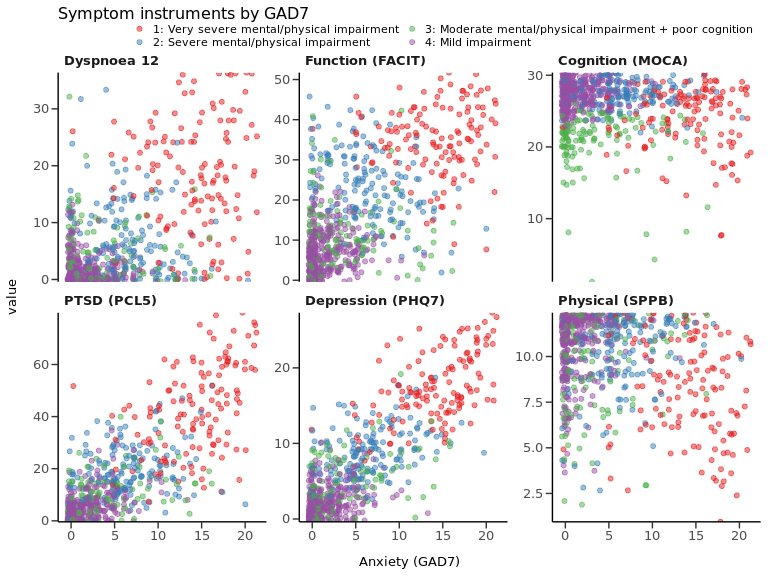 Symptom instruments by GAD7
1: Very severe mental/physical impairment 3: Moderate mental/physical impairment + poor cognition
2: Severe mental/physical impairment 4: Mild impairment
Dyspnoea 12 Function (FACIT) Cognition (MOCA)
30 50 30
20 40 20
10 30 10
0 20
10
0
PTSD (PCL5) Depression (PHQ7) Physical (SPPB)
60 20 10.0
40 10 7.5
20 0 5.0
0 2.5
0 5 10 15 20 0 5 10 15 20 0 5 10 15 20
Anxiety (GAD7)
value